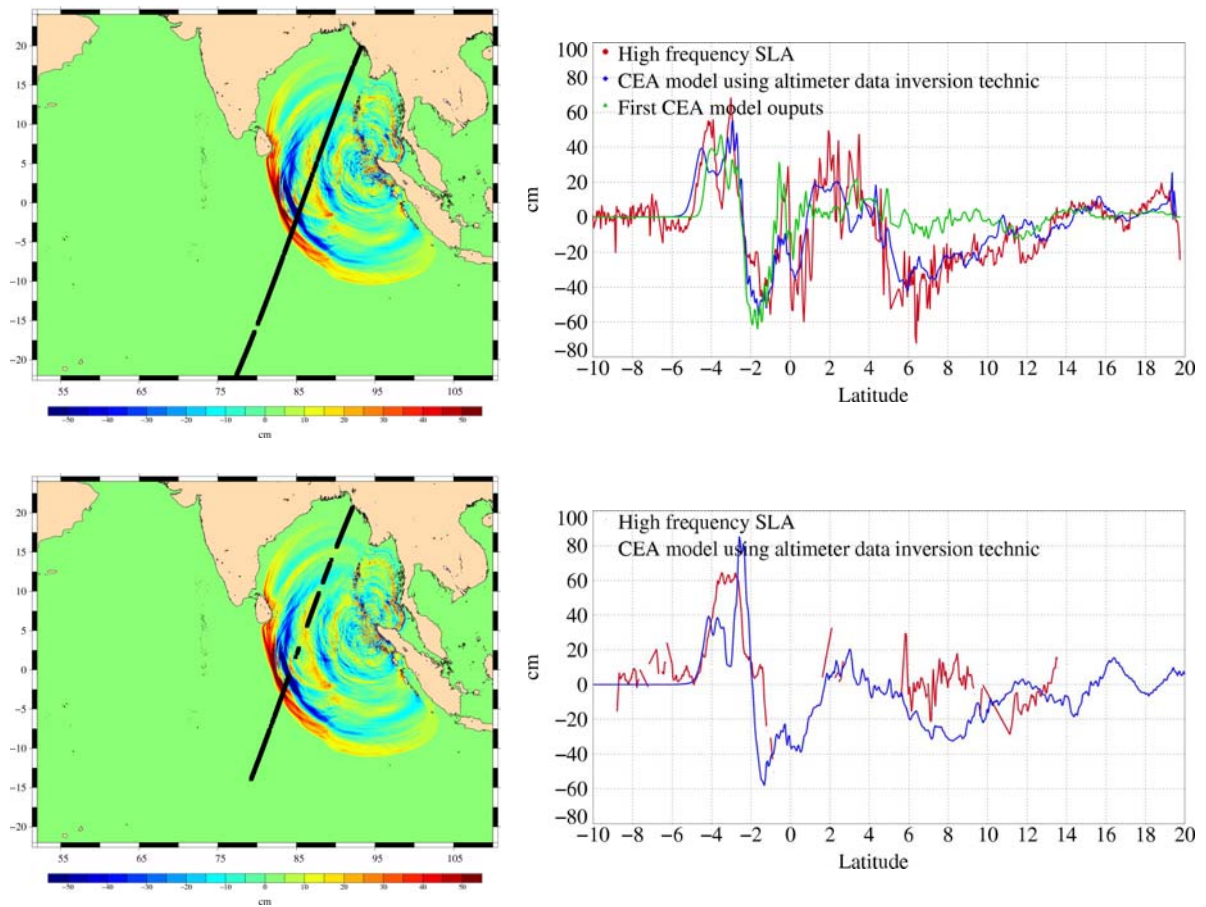 20
15
10
5
0
−5
−10
−15
−20
55 65 75 85 95 105
−50 −40 −30 −20 −10 0 10 20 30 40 50
cm
100
80
60
40
20
0
−20
−40
−60
−80
cm
High frequency SLA
CEA model using altimeter data inversion technic
First CEA model ouputs
−10 −8 −6 −4 −2 0 2 4 6 8 10 12 14 16 18 20
Latitude
20
15
10
5
0
−5
−10
−15
−20
55 65 75 85 95 105
−50 −40 −30 −20 −10 0 10 20 30 40 50
cm
100
80
60
40
20
0
−20
−40
−60
−80
cm
High frequency SLA
CEA model using altimeter data inversion technic
−10 −8 −6 −4 −2 0 2 4 6 8 10 12 14 16 18 20
Latitude